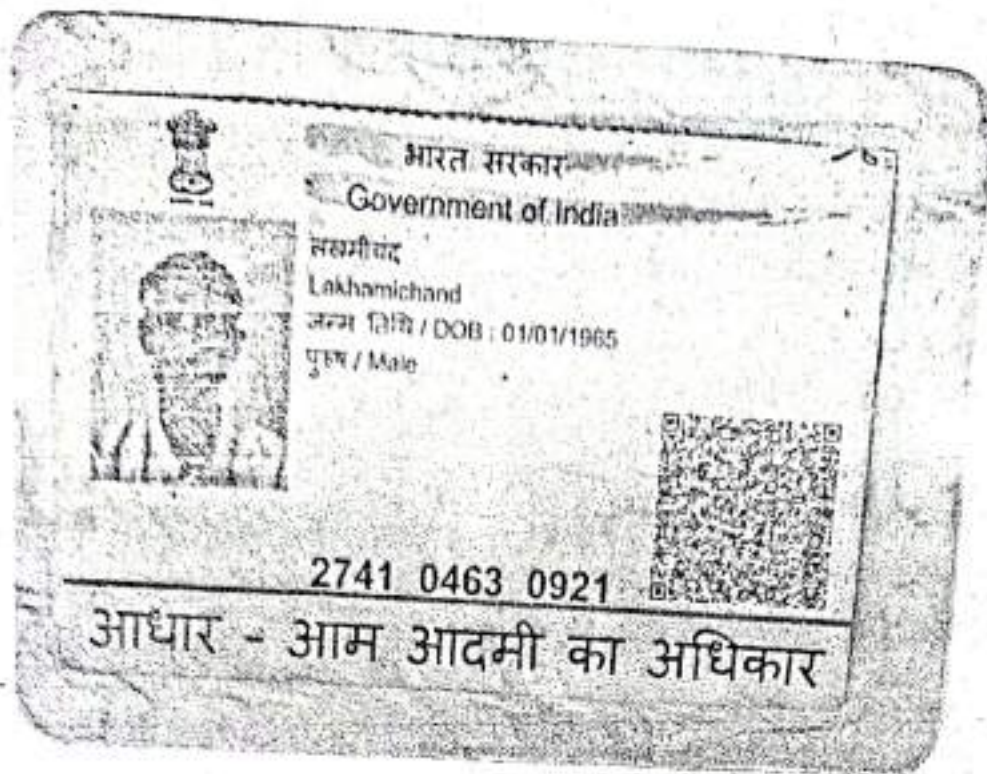 भारत सरकार
Government of India
लखमीचंद
Lakhamichand
जन्म तिथि / DOB : 01/01/1965
पुरुष / Male
2741 0463 0921
आधार - आम आदमी का अधिकार